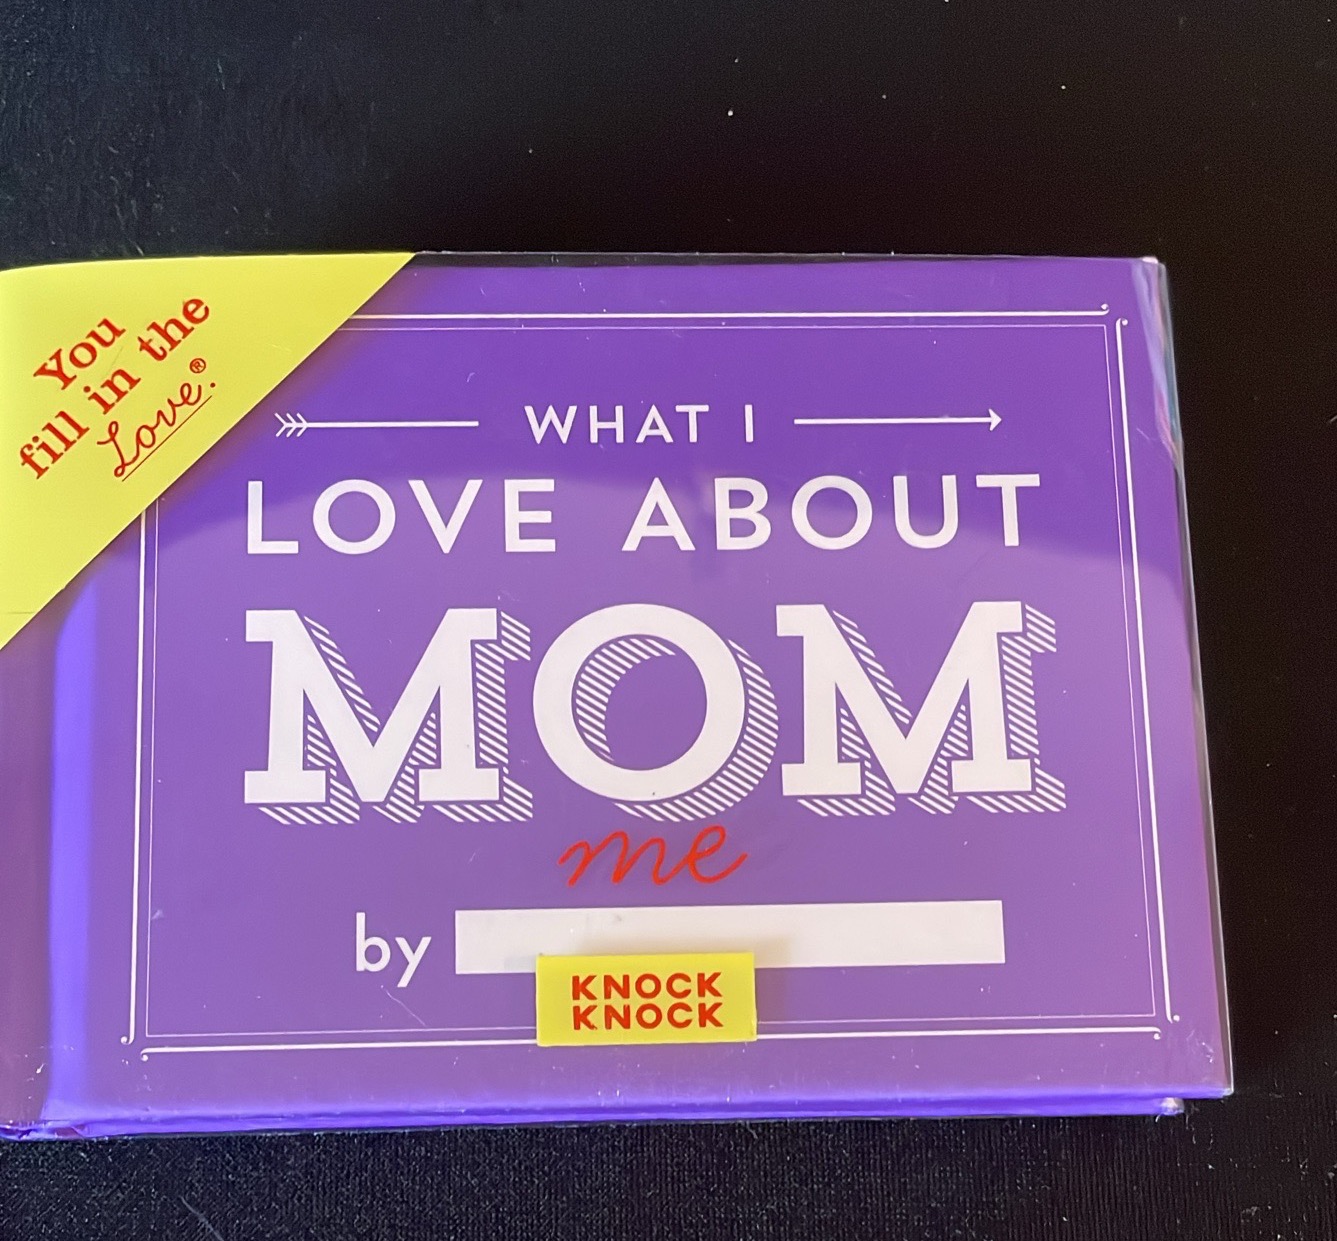 You
fill in the
Love.®
WHAT I
LOVE ABOUT
MOM
me
by
KNOCK
KNOCK